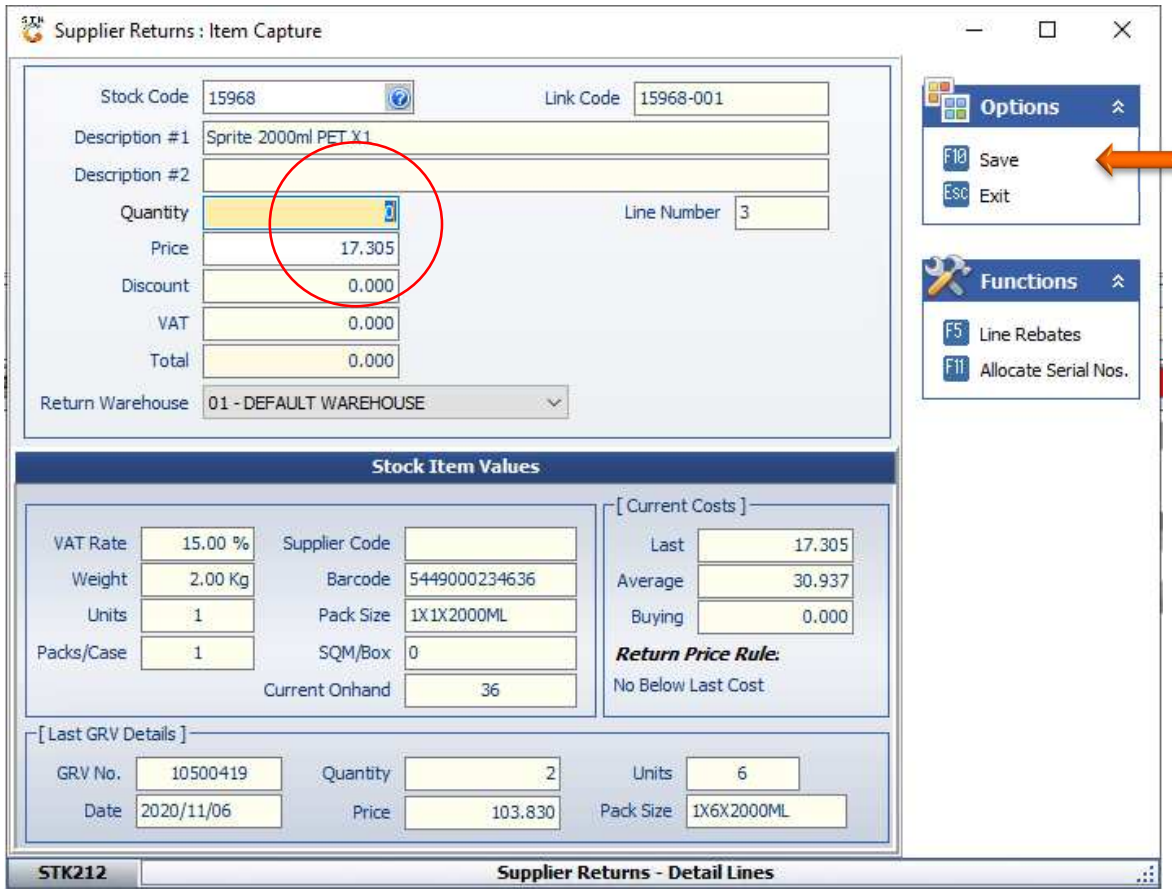 STK Supplier Returns : Item Capture
Stock Code 15968 Link Code 15968-001
Description #1 Sprite 2000ml PET X1
Description #2
Quantity 0 Line Number 3
Price 17.305
Discount 0.000
VAT 0.000
Total 0.000
Return Warehouse 01 - DEFAULT WAREHOUSE
Options
F10 Save
Esc Exit
Functions
F5 Line Rebates
F11 Allocate Serial Nos.
Stock Item Values
VAT Rate 15.00 % Supplier Code
Weight 2.00 Kg Barcode 5449000234636
Units 1 Pack Size 1X1X2000ML
Packs/Case 1 SQM/Box 0
Current Onhand 36
[ Current Costs ]
Last 17.305
Average 30.937
Buying 0.000
Return Price Rule:
No Below Last Cost
[ Last GRV Details ]
GRV No. 10500419 Quantity 2 Units 6
Date 2020/11/06 Price 103.830 Pack Size 1X6X2000ML
STK212 Supplier Returns - Detail Lines